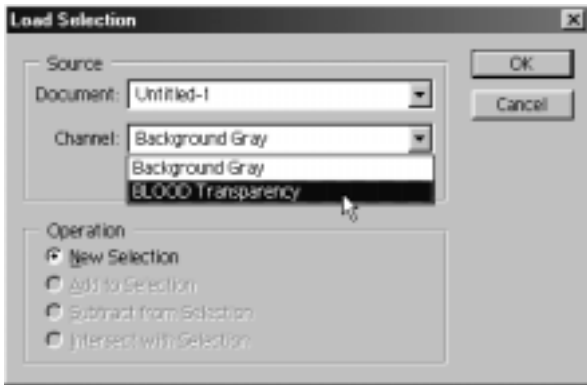 Load Selection
Source
OK
Document: Untitled-1
Cancel
Channel: Background Gray
Background Gray
BLOOD Transparency
Operation
New Selection
Add to Selection
Subtract from Selection
Intersect with Selection